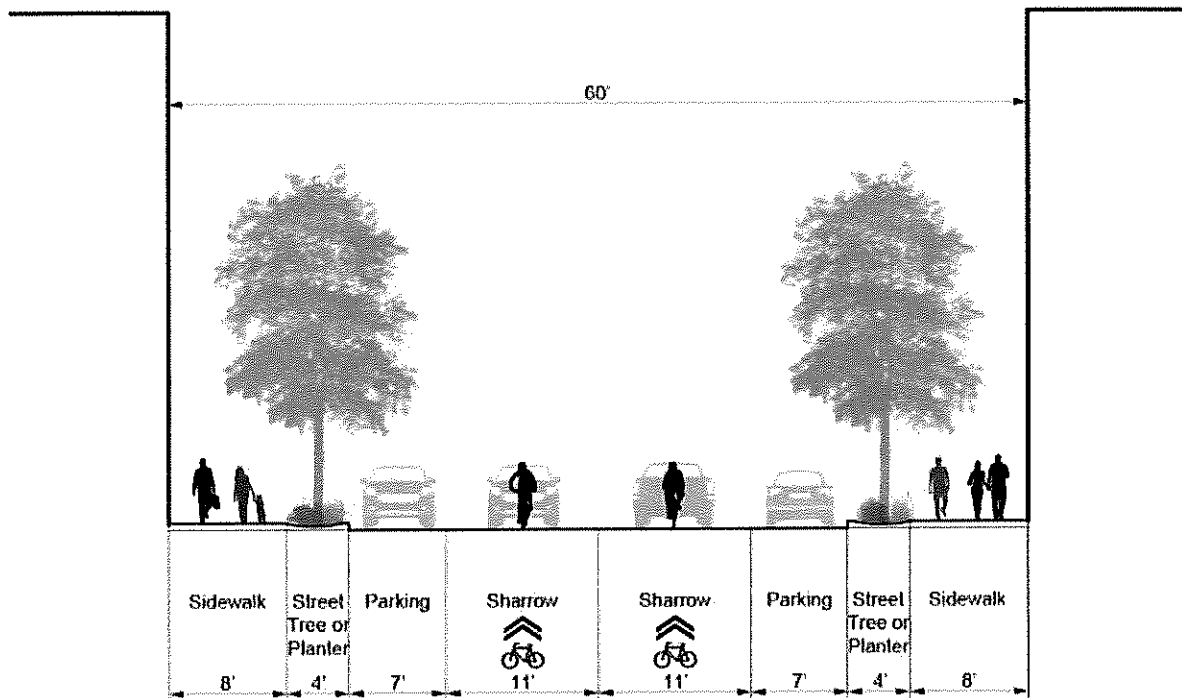 60'
Sidewalk
Street
Tree or
Planter
Parking
Sharrow
Sharrow
Parking
Street
Tree or
Planter
Sidewalk
8'
4'
7'
11'
11'
7'
4'
8'